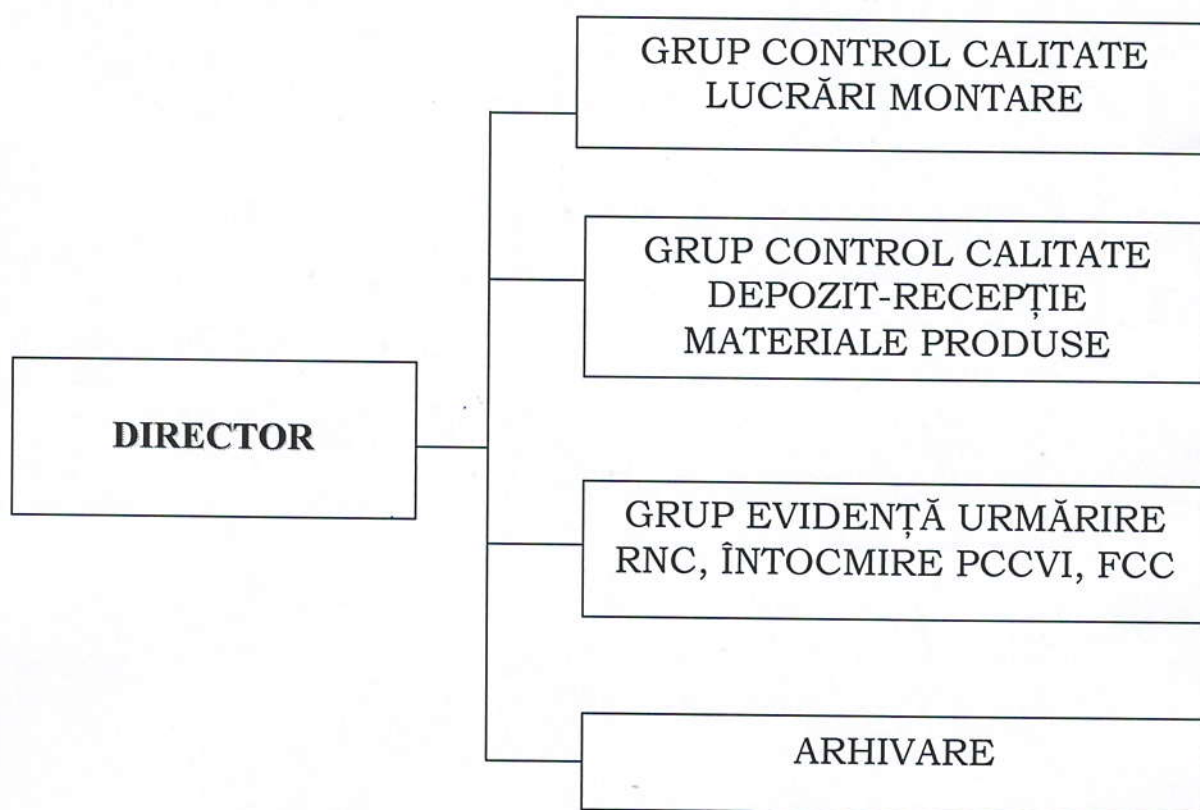 GRUP CONTROL CALITATE
LUCRĂRI MONTARE
GRUP CONTROL CALITATE
DEPOZIT-RECEPȚIE
MATERIALE PRODUSE
DIRECTOR
GRUP EVIDENȚĂ URMĂRIRE
RNC, ÎNTOCMIRE PCCVI, FCC
ARHIVARE